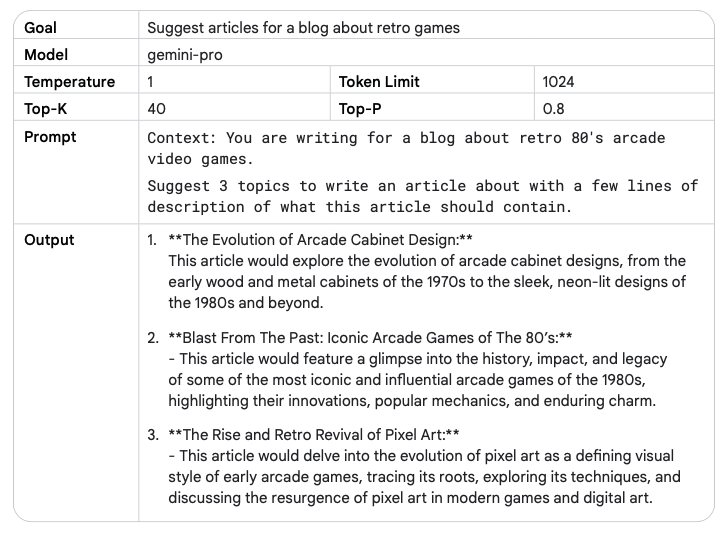 Goal Suggest articles for a blog about retro games
Model gemini-pro
Temperature 1 Token Limit 1024
Top-K 40 Top-P 0.8
Prompt Context: You are writing for a blog about retro 80's arcade
video games.
Suggest 3 topics to write an article about with a few lines of
description of what this article should contain.
Output 1. **The Evolution of Arcade Cabinet Design:**
This article would explore the evolution of arcade cabinet designs, from the
early wood and metal cabinets of the 1970s to the sleek, neon-lit designs of
the 1980s and beyond.
2. **Blast From The Past: Iconic Arcade Games of The 80’s:**
- This article would feature a glimpse into the history, impact, and legacy
of some of the most iconic and influential arcade games of the 1980s,
highlighting their innovations, popular mechanics, and enduring charm.
3. **The Rise and Retro Revival of Pixel Art:**
- This article would delve into the evolution of pixel art as a defining visual
style of early arcade games, tracing its roots, exploring its techniques, and
discussing the resurgence of pixel art in modern games and digital art.